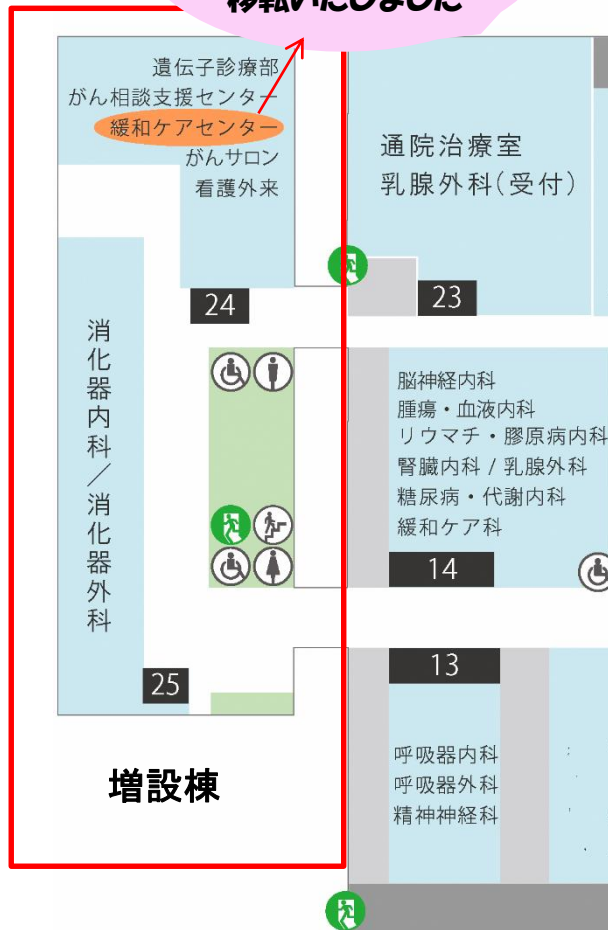 移転いたしました
遺伝子診療部
がん相談支援センター
緩和ケアセンター
がんサロン
看護外来
通院治療室
乳腺外科(受付)
24
23
消化器内科/消化器外科
脳神経内科
腫瘍・血液内科
リウマチ・膠原病内科
腎臓内科 / 乳腺外科
糖尿病・代謝内科
緩和ケア科
14
13
25
増設棟
呼吸器内科
呼吸器外科
精神神経科